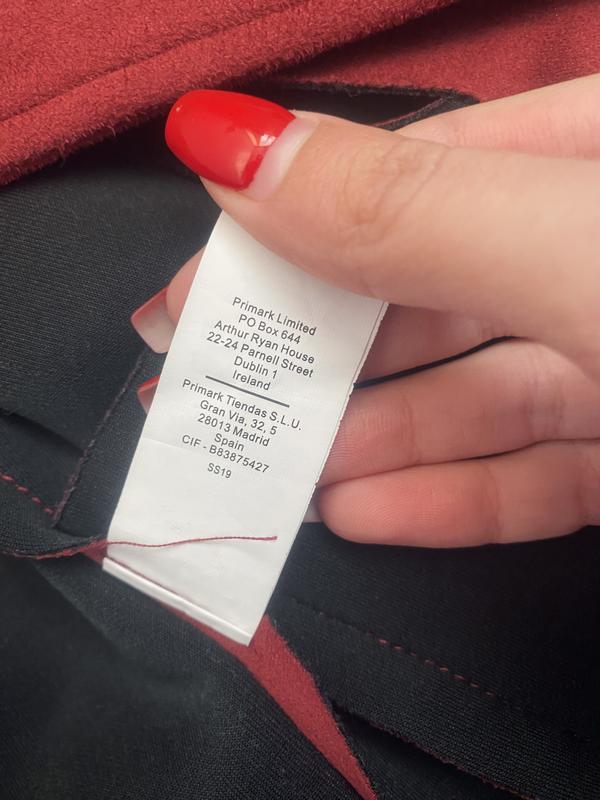 Primark Limited
PO Box 644
Arthur Ryan House
22-24 Parnell Street
Dublin 1
Ireland
Primark Tiendas S.L.U.
Gran Via, 32, 5
28013 Madrid
Spain
CIF - B83875427
SS19